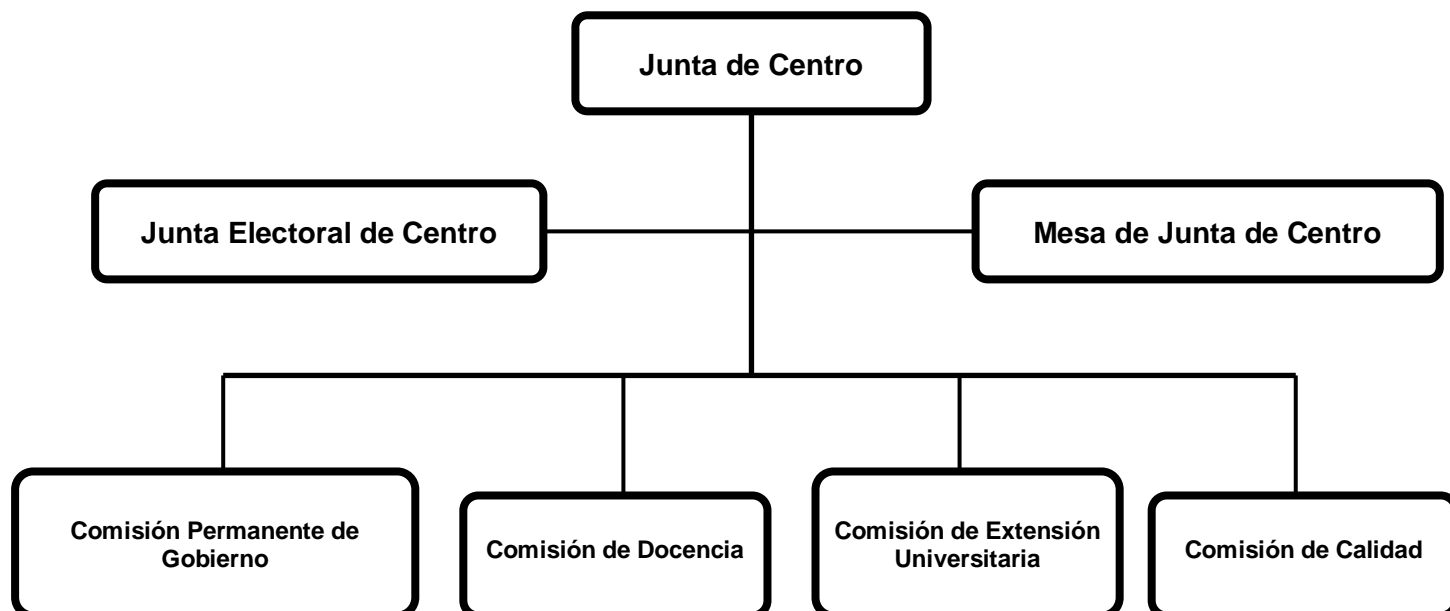 Junta de Centro
Junta Electoral de Centro
Mesa de Junta de Centro
Comisión Permanente de
Gobierno
Comisión de Docencia
Comisión de Extensión
Universitaria
Comisión de Calidad